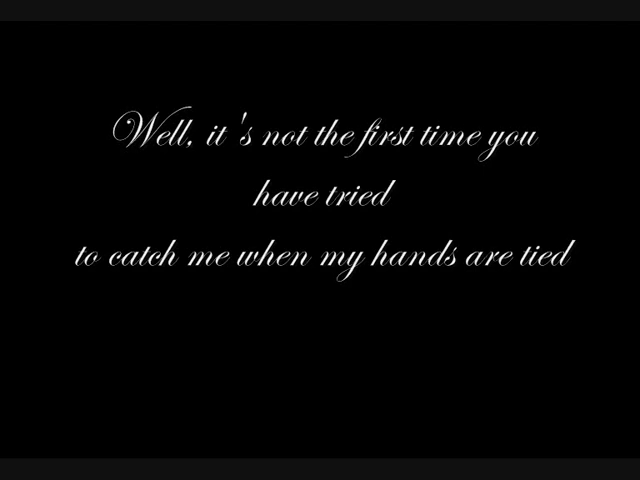 Well, it 's not the first time you
have tried
to catch me when my hands are tied